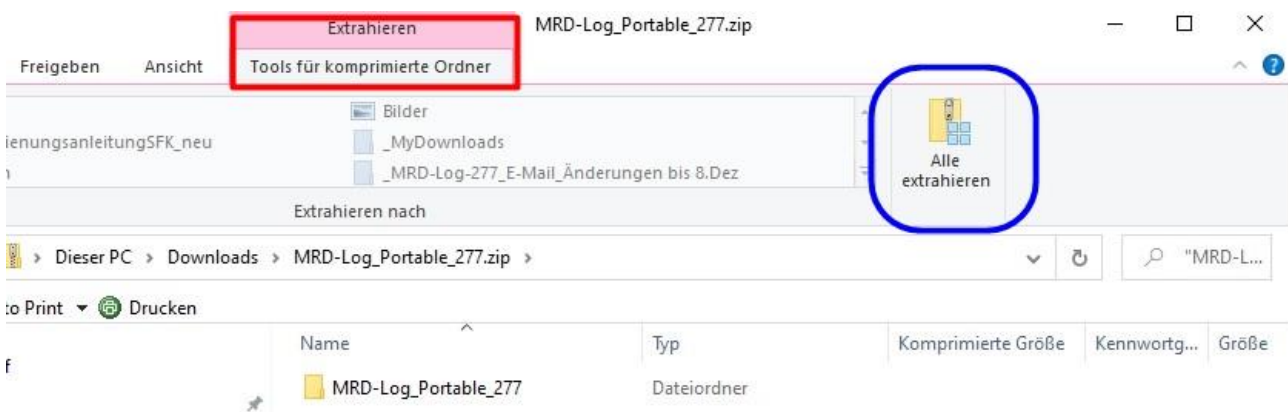 Extrahieren
MRD-Log_Portable_277.zip
Freigeben Ansicht Tools für komprimierte Ordner
Bilder
ienungsanleitungSFK_neu _MyDownloads
_MRD-Log-277_E-Mail_Änderungen bis 8.Dez
Alle
extrahieren
Extrahieren nach
Dieser PC > Downloads > MRD-Log_Portable_277.zip > "MRD-L...
to Print Drucken
Name Typ Komprimierte Größe Kennwortg... Größe
f
MRD-Log_Portable_277 Dateiordner